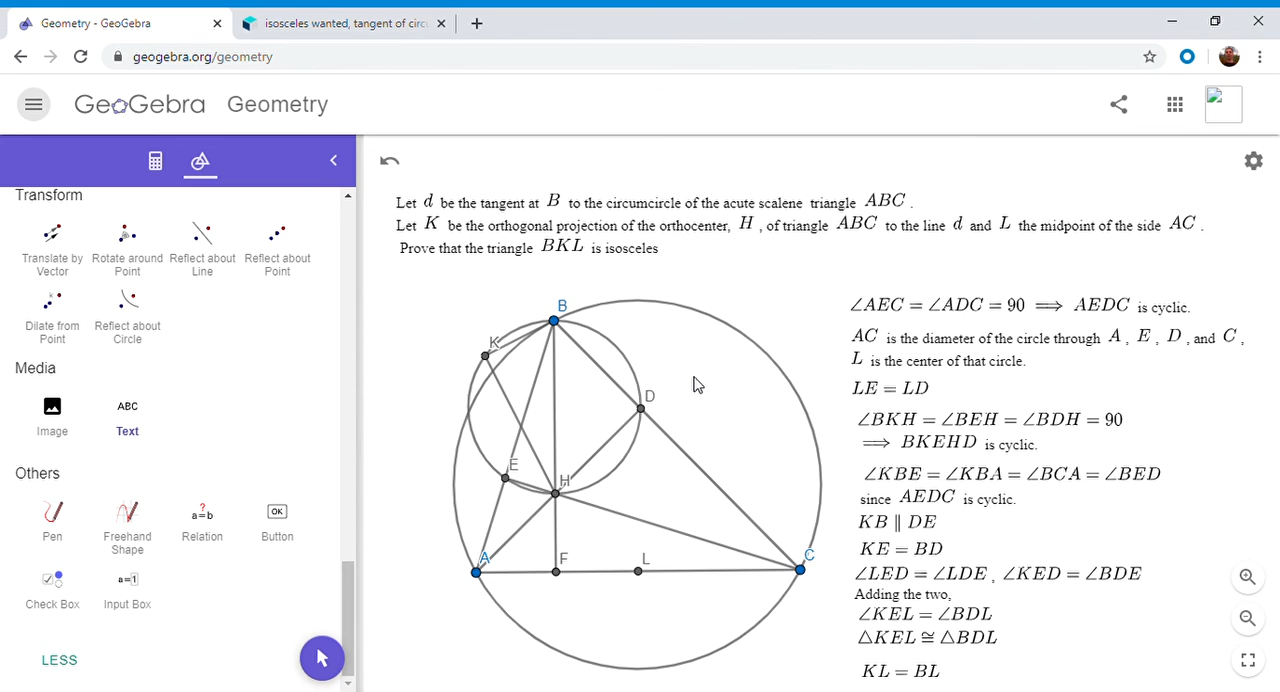 Geometry - GeoGebra
isosceles wanted, tangent of circ
geogebra.org/geometry
GeoGebra Geometry
Transform
Translate by Vector
Rotate around Point
Reflect about Line
Reflect about Point
Dilate from Point
Reflect about Circle
Media
Image
ABC
Text
Others
Pen
Freehand Shape
?
a=b
Relation
OK
Button
Check Box
a=1
Input Box
LESS
Let d be the tangent at B to the circumcircle of the acute scalene triangle ABC .
Let K be the orthogonal projection of the orthocenter, H , of triangle ABC to the line d and L the midpoint of the side AC .
Prove that the triangle BKL is isosceles
B
K
D
E
H
A
F
L
C
∠AEC = ∠ADC = 90 ⟹ AEDC is cyclic.
AC is the diameter of the circle through A , E , D , and C ,
L is the center of that circle.
LE = LD
∠BKH = ∠BEH = ∠BDH = 90
⟹ BKEHD is cyclic.
∠KBE = ∠KBA = ∠BCA = ∠BED
since AEDC is cyclic.
KB ∥ DE
KE = BD
∠LED = ∠LDE , ∠KED = ∠BDE
Adding the two,
∠KEL = ∠BDL
△KEL ≅ △BDL
KL = BL